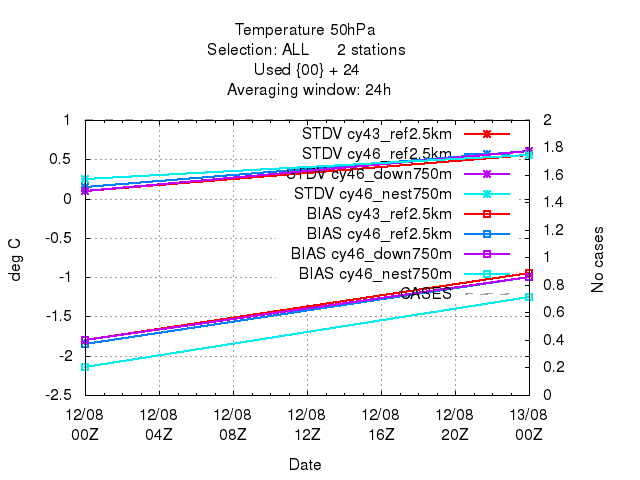 Temperature 50hPa
Selection: ALL 2 stations
Used {00} + 24
Averaging window: 24h
STDV cy43_ref2.5km
STDV cy46_ref2.5km
STDV cy46_down750m
STDV cy46_nest750m
BIAS cy43_ref2.5km
BIAS cy46_ref2.5km
BIAS cy46_down750m
BIAS cy46_nest750m
CASES
deg C
1
0.5
0
-0.5
-1
-1.5
-2
-2.5
No cases
2
1.8
1.6
1.4
1.2
1
0.8
0.6
0.4
0.2
0
12/08 12/08 12/08 12/08 12/08 12/08 13/08
00Z 04Z 08Z 12Z 16Z 20Z 00Z
Date